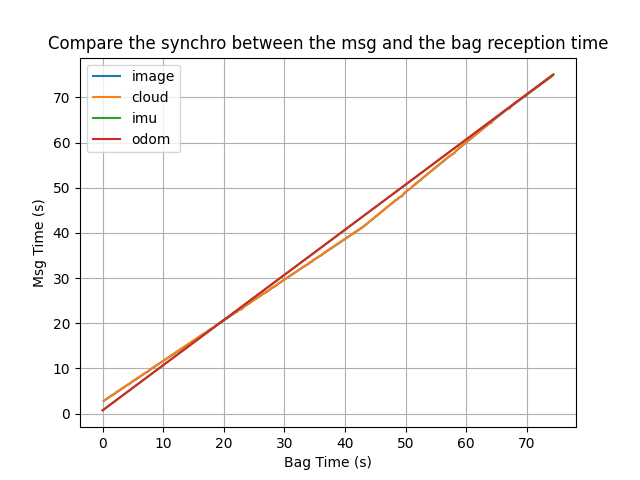 Compare the synchro between the msg and the bag reception time
image
cloud
imu
odom
Msg Time (s)
70
60
50
40
30
20
10
0
0 10 20 30 40 50 60 70
Bag Time (s)